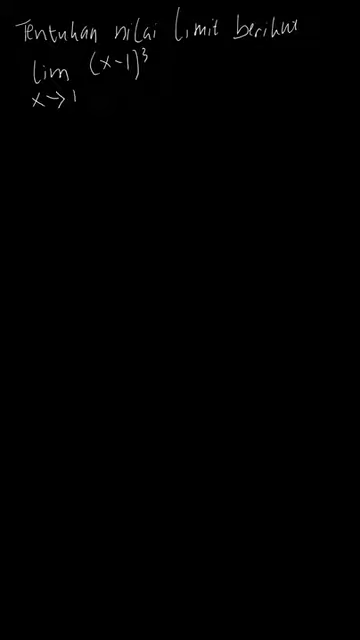 Tentukan nilai limit berikut
lim (x-1)³
x→1